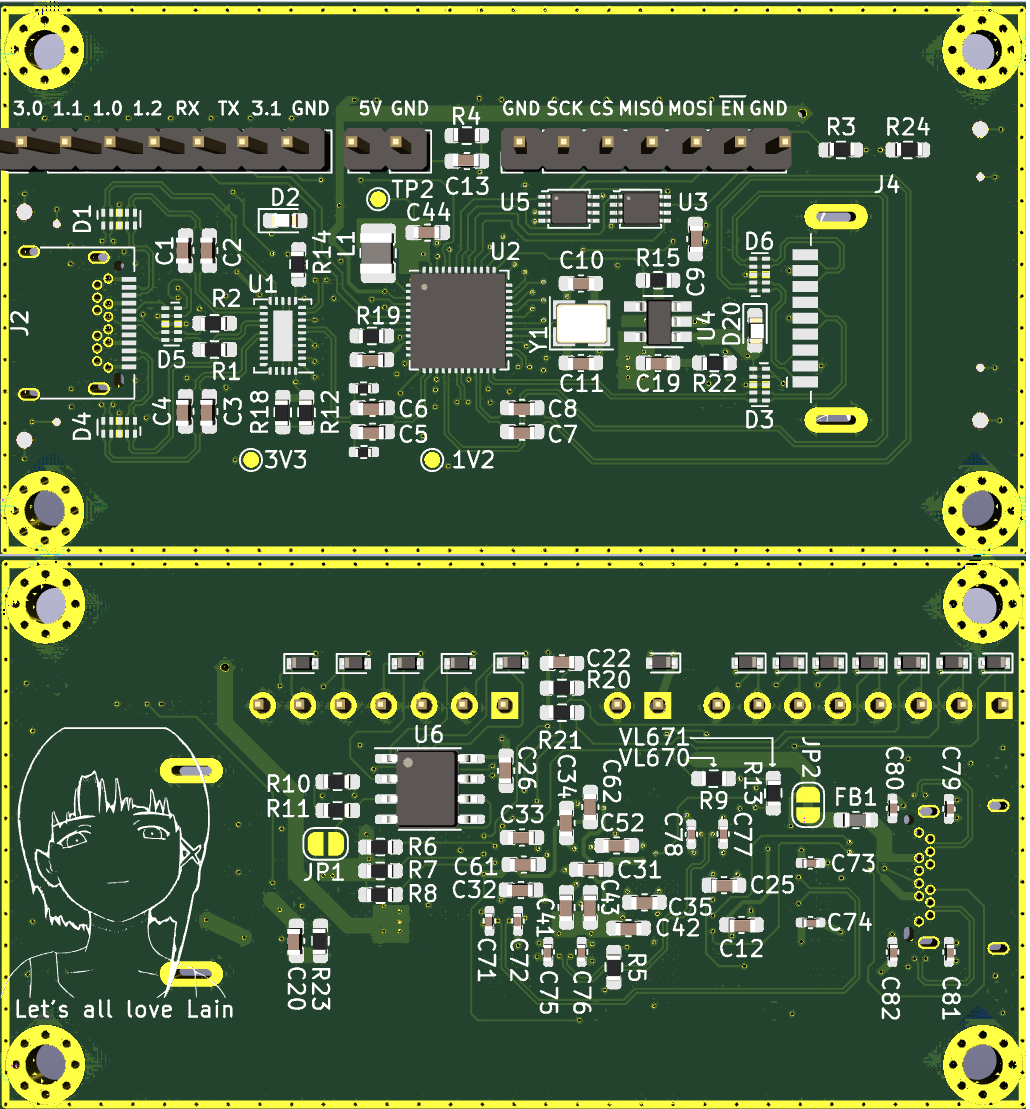 3.0 1.1 1.0 1.2 RX TX 3.1 GND 5V GND GND SCK CS MISO MOSI EN GND
R4
R3 R24
C13
J4
TP2
D1 D2 U5 U3
C44
C1 C2 R14 L1 U2 D6
C10 R15 C9
U1
R2
J2 R19 Y1 U4 D20
D5 R1
C11 C19 R22
C4 C3 R18 R12 C6 C8 D3
D4 C5 C7
3V3 1V2
C22
R20
R21
U6 VL671
VL670
JP2
C26 C34 C62 R9 R13 FB1 C80 C79
R10
R11
C33 C52 C78 C77
JP1 R6
R7 C61 C31 C73
R8 C32 C43 C25
C41 C35 C74
C42 C12
C20 R23 C71 C72 C75 C76 R5 C82 C81
Let's all love Lain